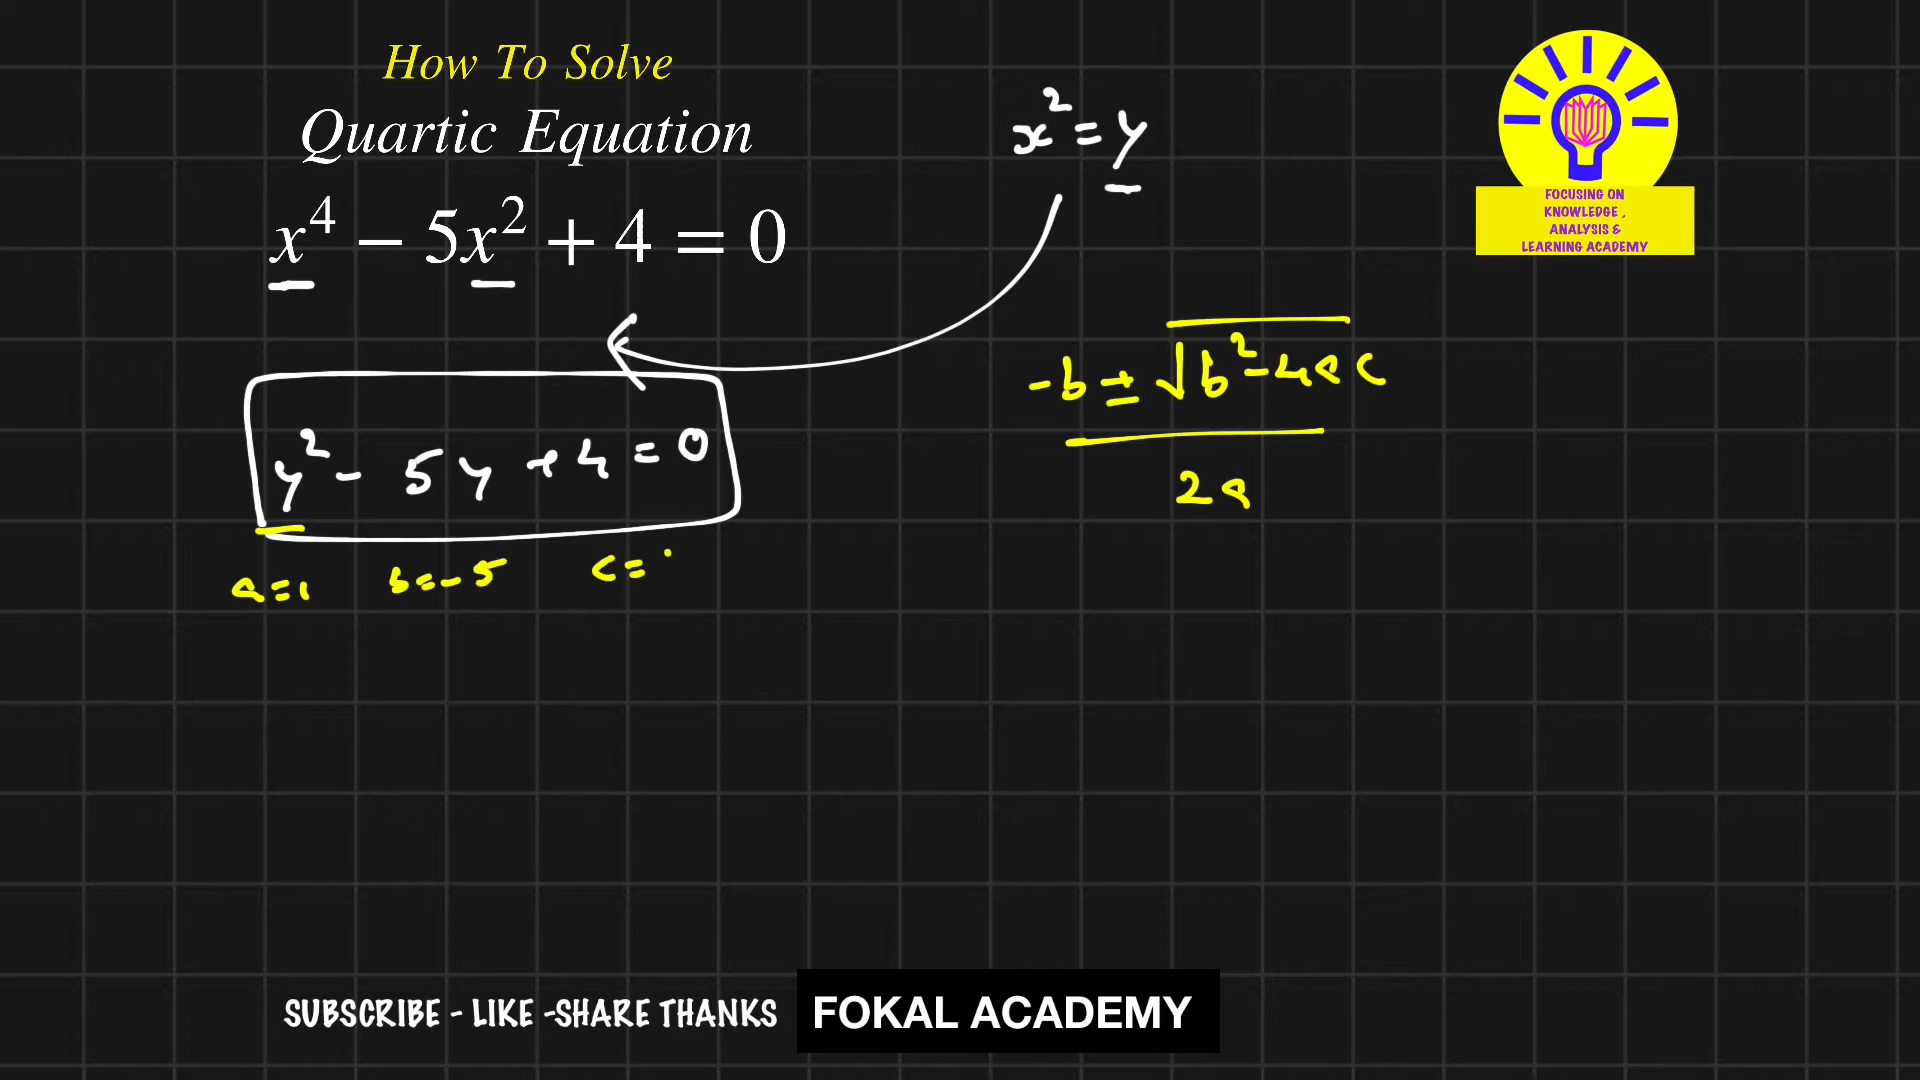 How To Solve
Quartic Equation
x⁴ − 5x² + 4 = 0
x² = y
y² - 5y + 4 = 0
a = 1 b = - 5 c =
-b ± √b² - 4ac
2a
FOCUSING ON
KNOWLEDGE ,
ANALYSIS &
LEARNING ACADEMY
SUBSCRIBE - LIKE -SHARE THANKS
FOKAL ACADEMY